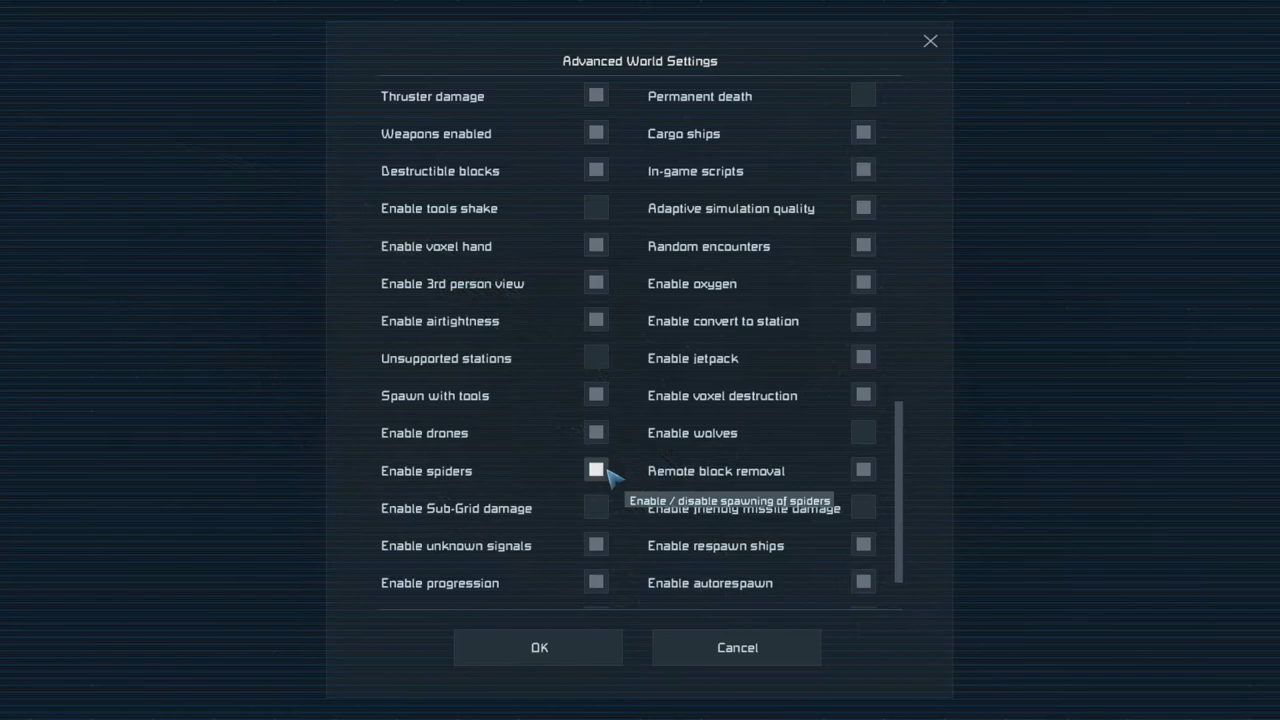 Advanced World Settings
Thruster damage Permanent death
Weapons enabled Cargo ships
Destructible blocks In-game scripts
Enable tools shake Adaptive simulation quality
Enable voxel hand Random encounters
Enable 3rd person view Enable oxygen
Enable airtightness Enable convert to station
Unsupported stations Enable jetpack
Spawn with tools Enable voxel destruction
Enable drones Enable wolves
Enable spiders Remote block removal
Enable / disable spawning of spiders
Enable Sub-Grid damage Enable friendly missile damage
Enable unknown signals Enable respawn ships
Enable progression Enable autorespawn
OK Cancel